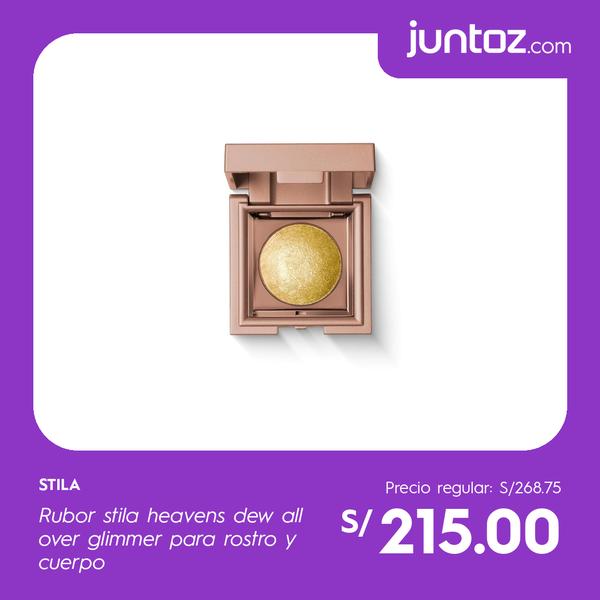 juntoz.com
STILA
Rubor stila heavens dew all
over glimmer para rostro y
cuerpo
Precio regular: S/268.75
S/215.00